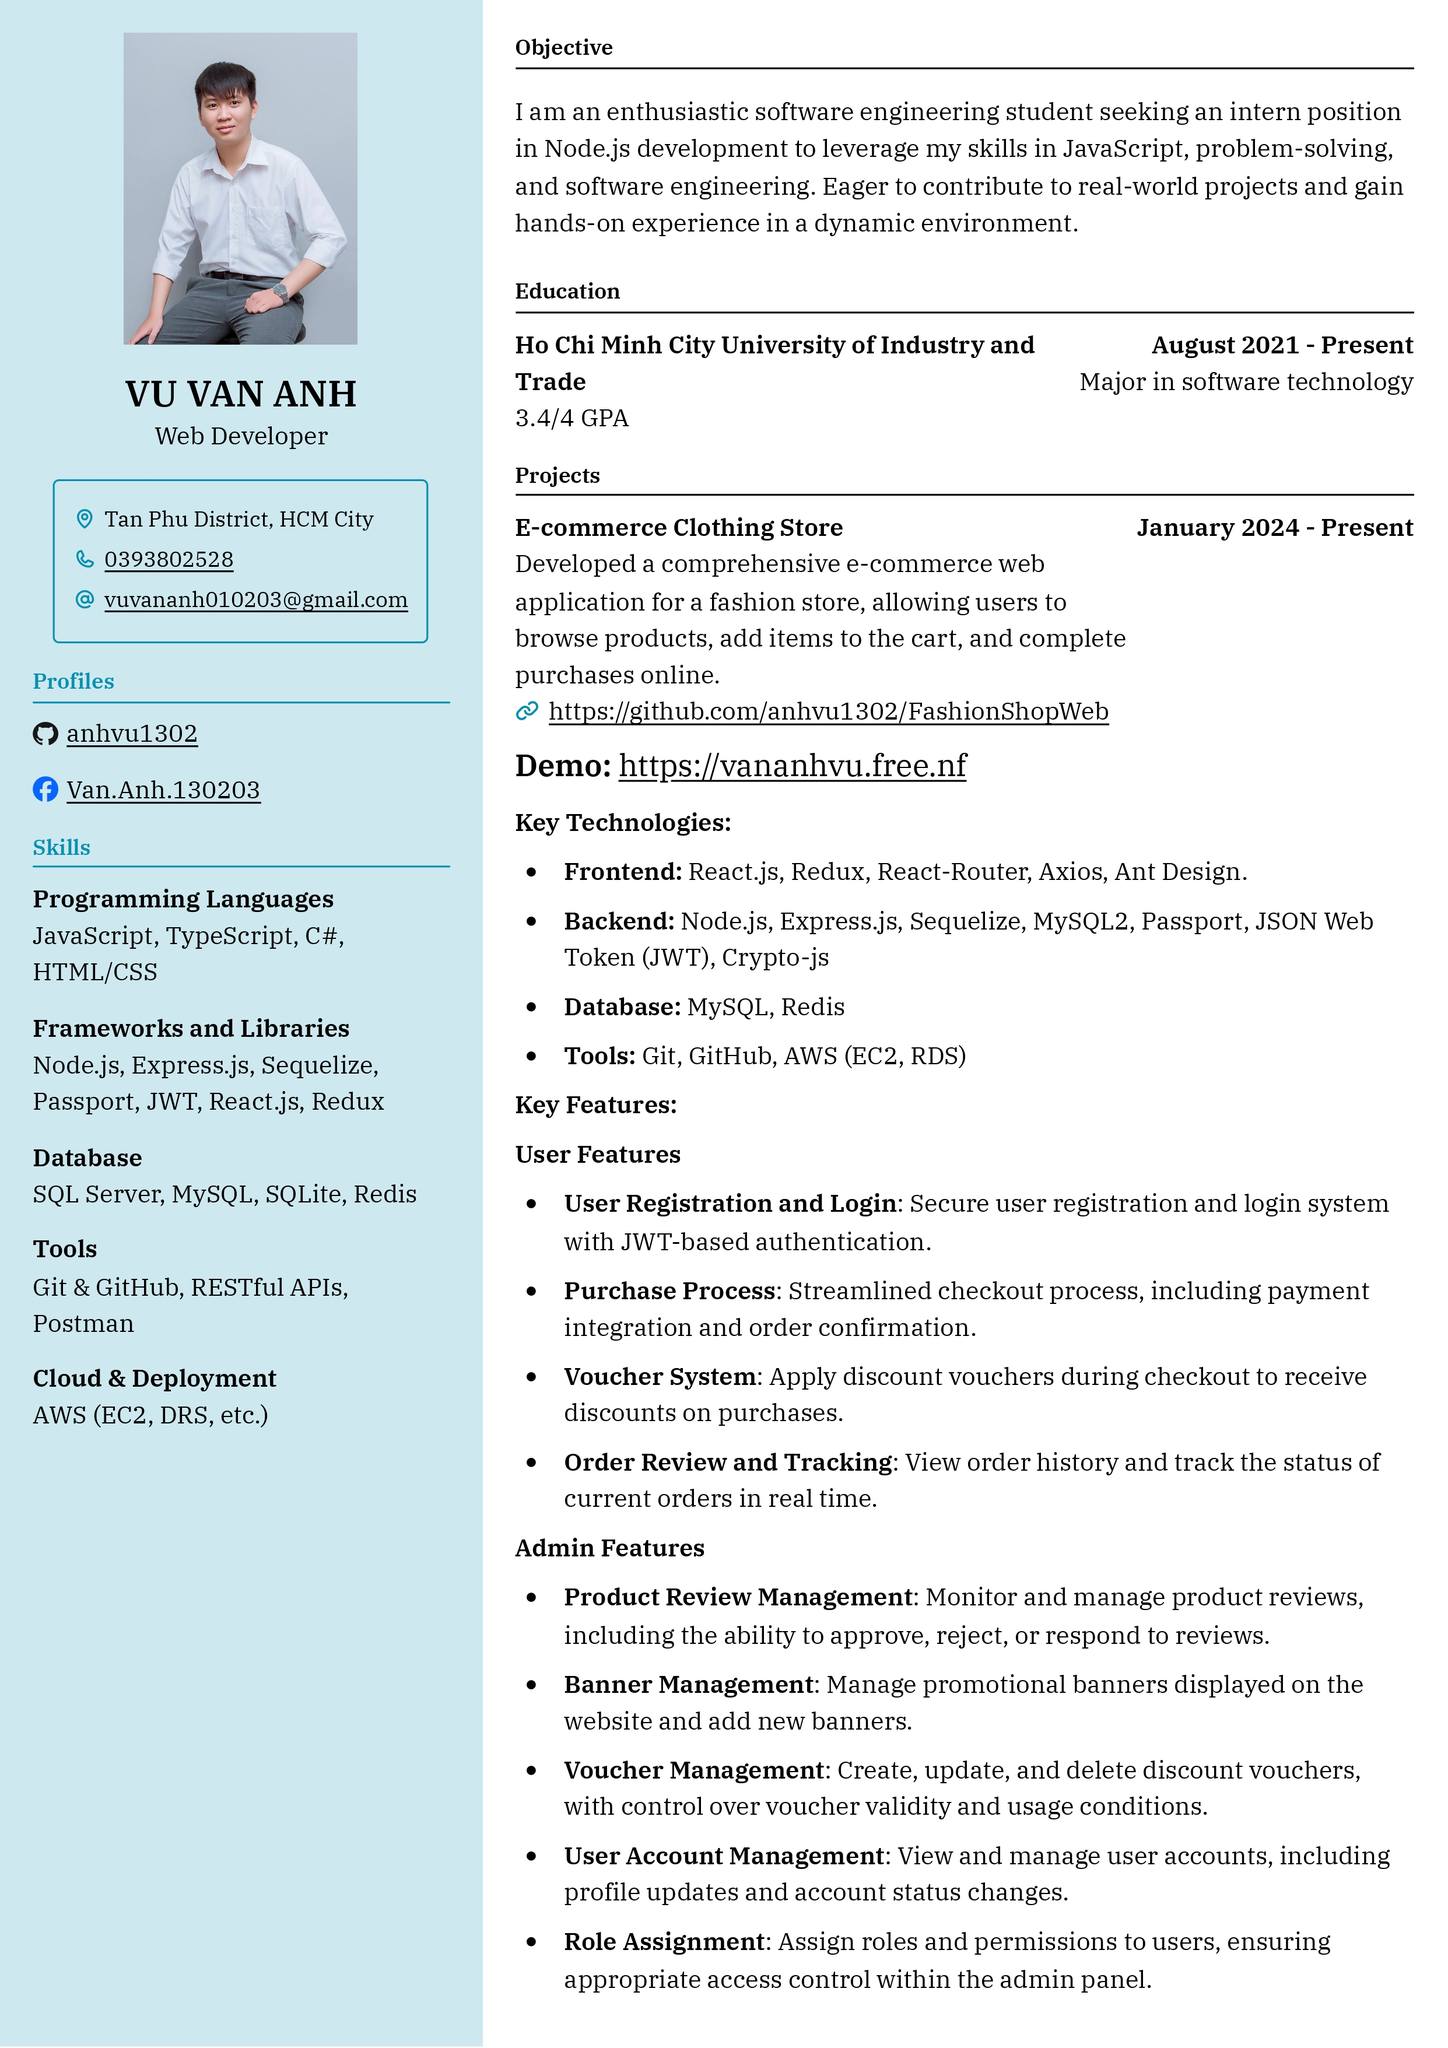 VU VAN ANH
Web Developer
Tan Phu District, HCM City
0393802528
vuvananh010203@gmail.com
Profiles
anhvu1302
Van.Anh.130203
Skills
Programming Languages
JavaScript, TypeScript, C#,
HTML/CSS
Frameworks and Libraries
Node.js, Express.js, Sequelize,
Passport, JWT, React.js, Redux
Database
SQL Server, MySQL, SQLite, Redis
Tools
Git & GitHub, RESTful APIs,
Postman
Cloud & Deployment
AWS (EC2, DRS, etc.)
Objective
I am an enthusiastic software engineering student seeking an intern position
in Node.js development to leverage my skills in JavaScript, problem-solving,
and software engineering. Eager to contribute to real-world projects and gain
hands-on experience in a dynamic environment.
Education
Ho Chi Minh City University of Industry and August 2021 - Present
Trade Major in software technology
3.4/4 GPA
Projects
E-commerce Clothing Store January 2024 - Present
Developed a comprehensive e-commerce web
application for a fashion store, allowing users to
browse products, add items to the cart, and complete
purchases online.
https://github.com/anhvu1302/FashionShopWeb
Demo: https://vananhvu.free.nf
Key Technologies:
• Frontend: React.js, Redux, React-Router, Axios, Ant Design.
• Backend: Node.js, Express.js, Sequelize, MySQL2, Passport, JSON Web
Token (JWT), Crypto-js
• Database: MySQL, Redis
• Tools: Git, GitHub, AWS (EC2, RDS)
Key Features:
User Features
• User Registration and Login: Secure user registration and login system
with JWT-based authentication.
• Purchase Process: Streamlined checkout process, including payment
integration and order confirmation.
• Voucher System: Apply discount vouchers during checkout to receive
discounts on purchases.
• Order Review and Tracking: View order history and track the status of
current orders in real time.
Admin Features
• Product Review Management: Monitor and manage product reviews,
including the ability to approve, reject, or respond to reviews.
• Banner Management: Manage promotional banners displayed on the
website and add new banners.
• Voucher Management: Create, update, and delete discount vouchers,
with control over voucher validity and usage conditions.
• User Account Management: View and manage user accounts, including
profile updates and account status changes.
• Role Assignment: Assign roles and permissions to users, ensuring
appropriate access control within the admin panel.